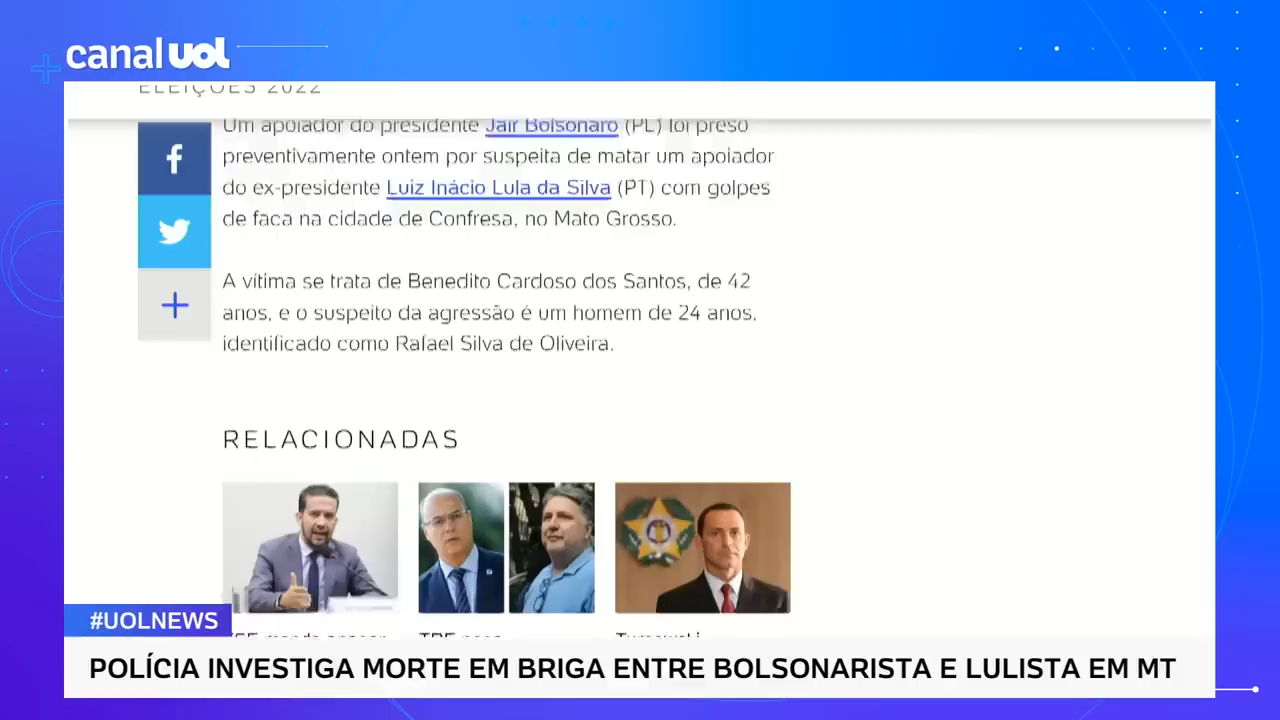 canal uol
ELEIÇÕES 2022
Um apoiador do presidente Jair Bolsonaro (PL) foi preso
preventivamente ontem por suspeita de matar um apoiador
do ex-presidente Luiz Inácio Lula da Silva (PT) com golpes
de faca na cidade de Confresa, no Mato Grosso.
A vítima se trata de Benedito Cardoso dos Santos, de 42
anos, e o suspeito da agressão é um homem de 24 anos,
identificado como Rafael Silva de Oliveira.
RELACIONADAS
#UOLNEWS
POLÍCIA INVESTIGA MORTE EM BRIGA ENTRE BOLSONARISTA E LULISTA EM MT